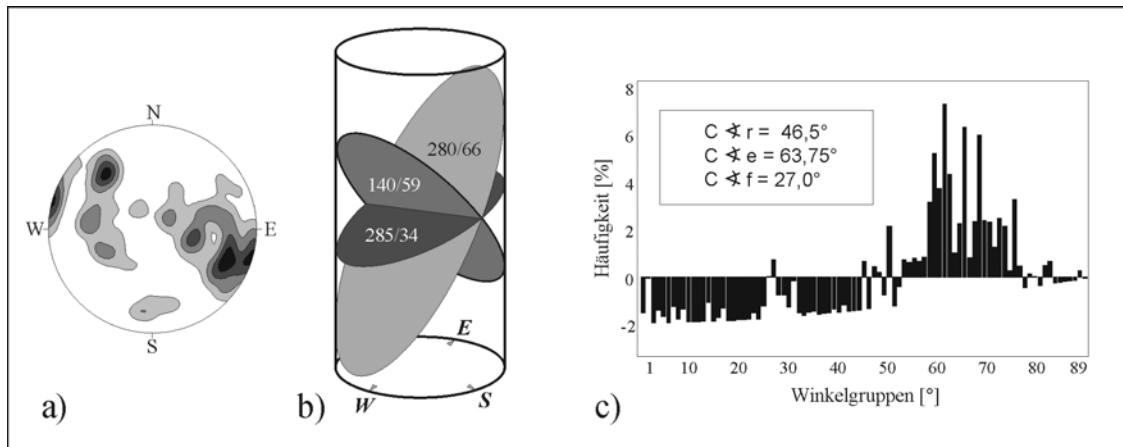 N
W
E
S
a)
280/66
140/59
285/34
E
W
S
b)
Häufigkeit [%]
8
6
4
2
0
-2
C ∢ r = 46,5°
C ∢ e = 63,75°
C ∢ f = 27,0°
1 10 20 30 40 50 60 70 80 89
Winkelgruppen [°]
c)